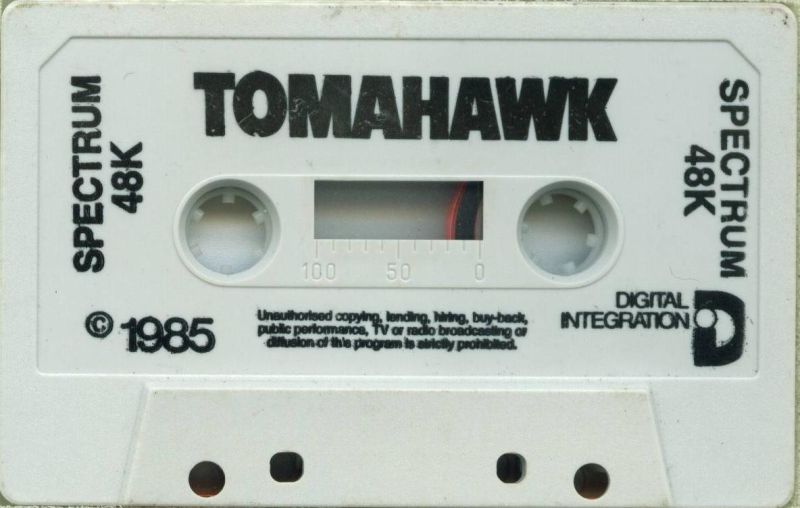 TOMAHAWK
SPECTRUM
48K
SPECTRUM
48K
100 50 0
© 1985
Unauthorised copying, lending, hiring, buy-back,
public performance, TV or radio broadcasting or
diffusion of this program is strictly prohibited.
DIGITAL
INTEGRATION